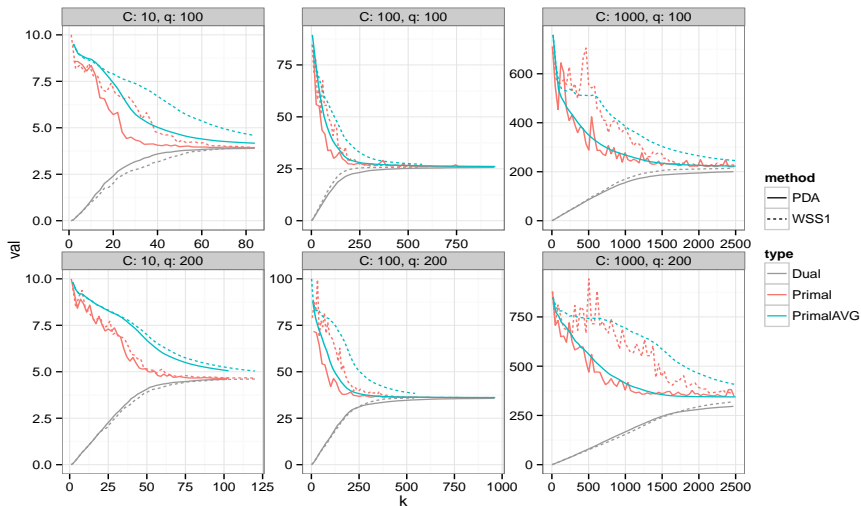 C: 10, q: 100
C: 100, q: 100
C: 1000, q: 100
10.0
7.5
5.0
2.5
0.0
0 20 40 60 80
75
50
25
0
0 250 500 750
600
400
200
0
0 500 1000 1500 2000 2500
val
C: 10, q: 200
C: 100, q: 200
C: 1000, q: 200
10.0
7.5
5.0
2.5
0.0
0 25 50 75 100 125
100
75
50
25
0
0 250 500 750 1000
750
500
250
0
0 500 1000 1500 2000 2500
k
method
PDA
WSS1
type
Dual
Primal
PrimalAVG